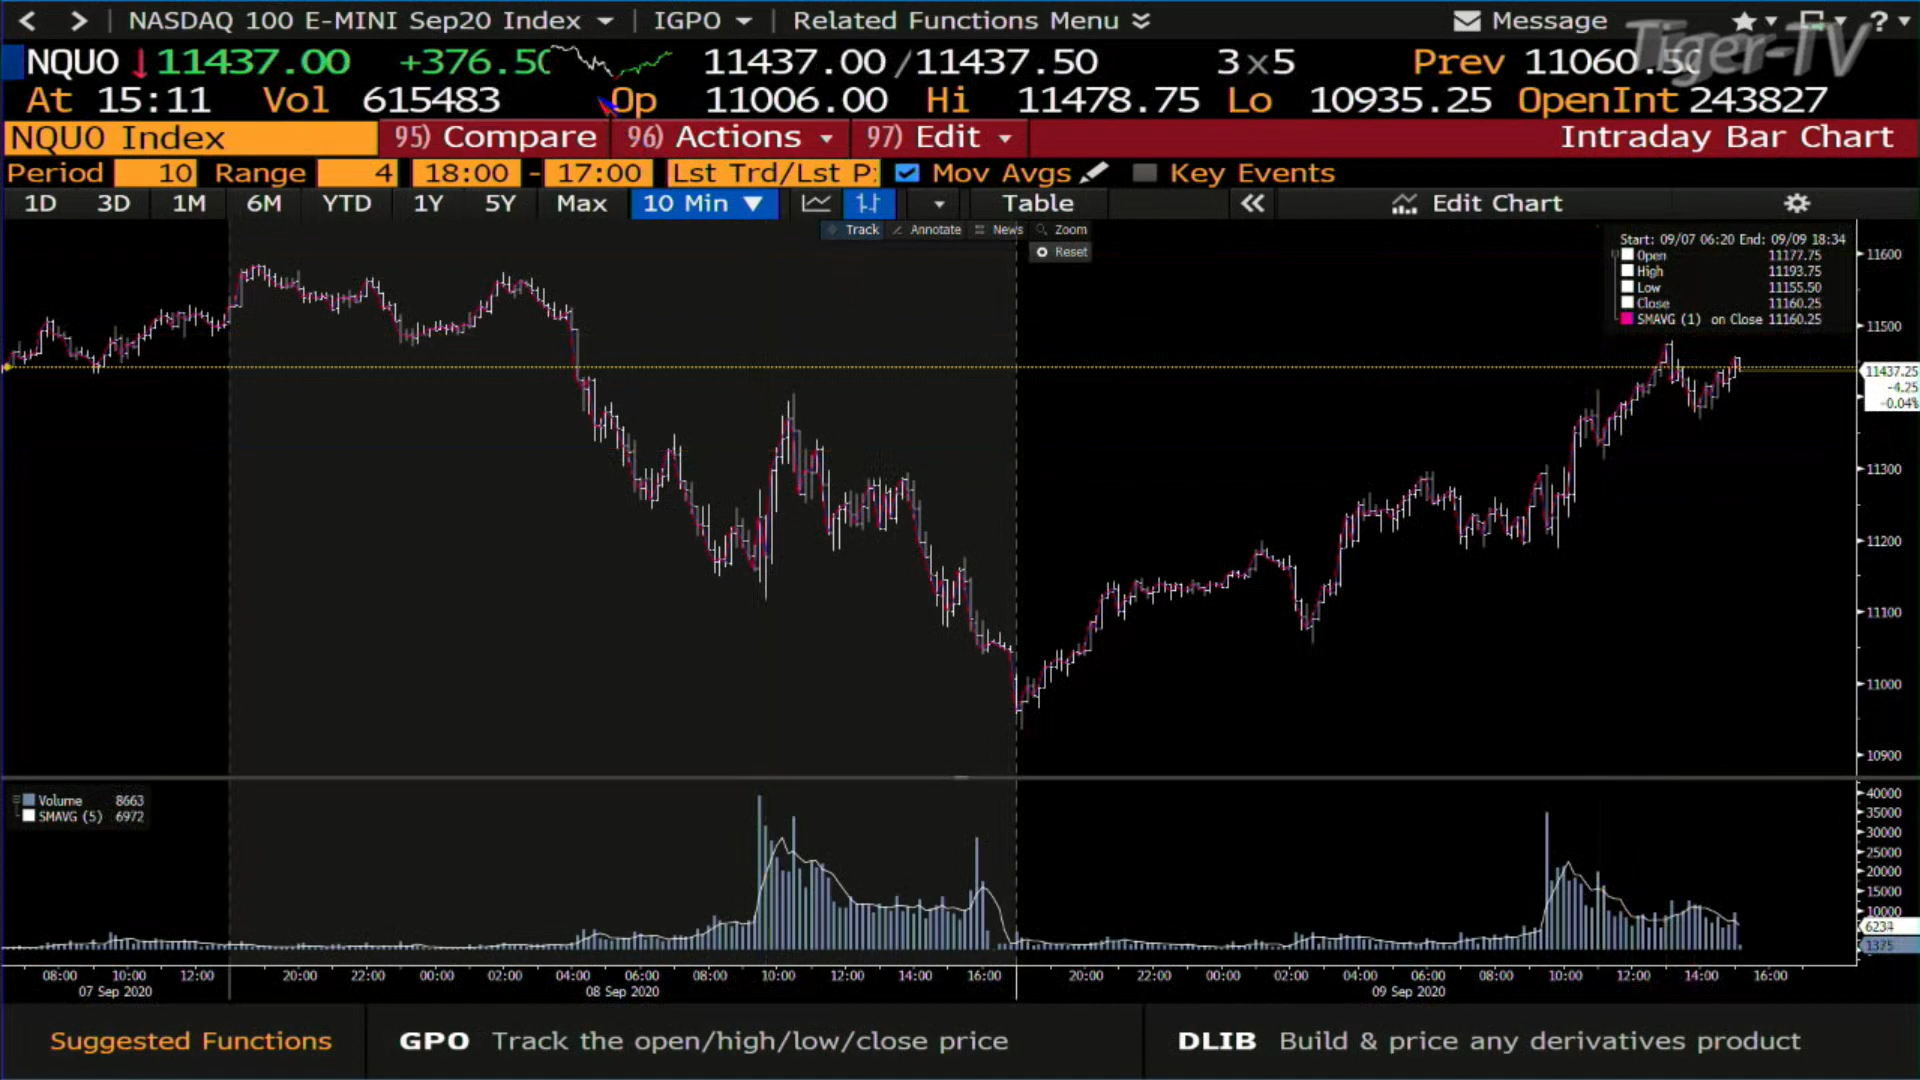 NASDAQ 100 E-MINI Sep20 Index IGPO Related Functions Menu Message ?
Tiger-TV
NQU0 ↓11437.00 +376.50 11437.00/11437.50 3x5 Prev 11060.50
At 15:11 Vol 615483 Op 11006.00 Hi 11478.75 Lo 10935.25 OpenInt 243827
NQU0 Index 95) Compare 96) Actions 97) Edit Intraday Bar Chart
Period 10 Range 4 18:00 - 17:00 Lst Trd/Lst P Mov Avgs Key Events
1D 3D 1M 6M YTD 1Y 5Y Max 10 Min ▼ Table « Edit Chart
Track Annotate News Zoom
Reset
Start: 09/07 06:20 End: 09/09 18:34
Open 11177.75
High 11193.75
Low 11155.50
Close 11160.25
SMAVG (1) on Close 11160.25
11600
11500
11437.25
-4.25
-0.04%
11300
11200
11100
11000
10900
Volume 8663
SMAVG (5) 6972
40000
35000
30000
25000
20000
15000
10000
6234
1375
08:00 10:00 12:00 20:00 22:00 00:00 02:00 04:00 06:00 08:00 10:00 12:00 14:00 16:00 20:00 22:00 00:00 02:00 04:00 06:00 08:00 10:00 12:00 14:00 16:00
07 Sep 2020 08 Sep 2020 09 Sep 2020
Suggested Functions GPO Track the open/high/low/close price DLIB Build & price any derivatives product